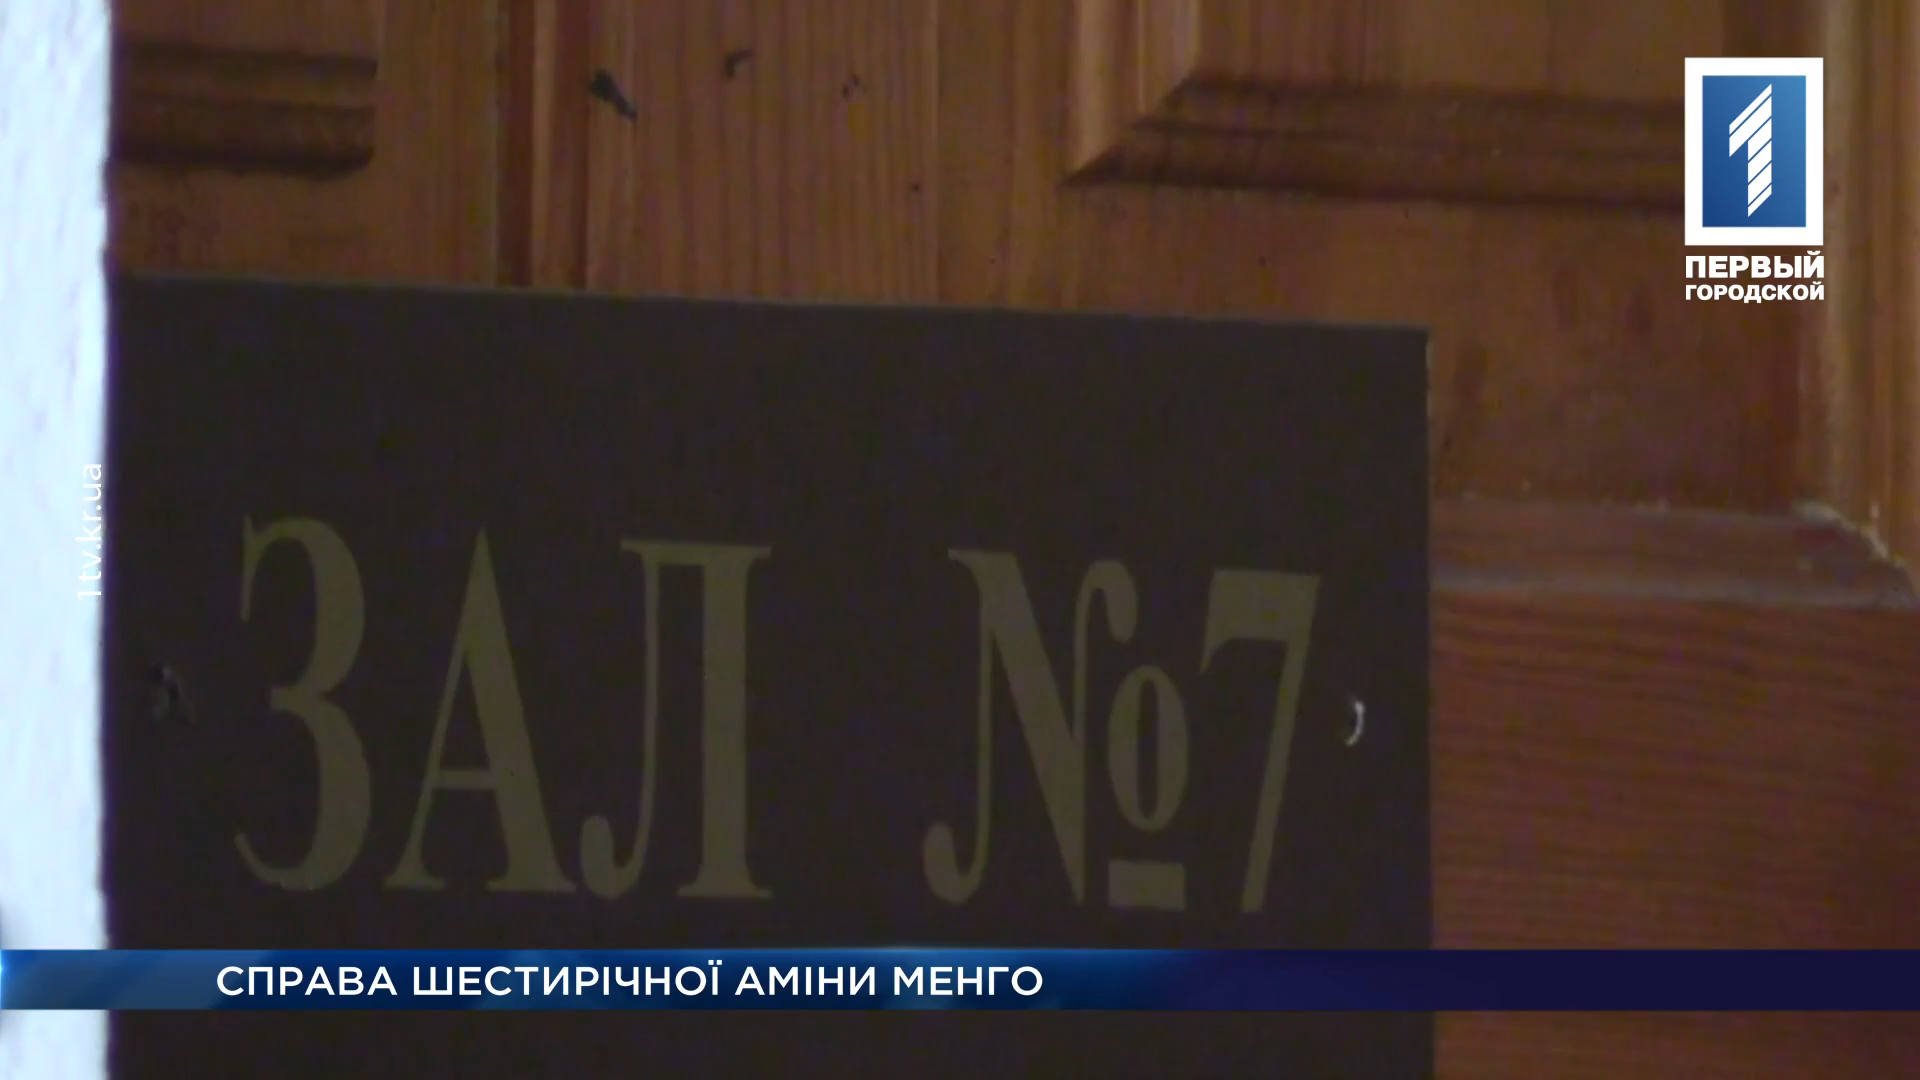 ПЕРВЫЙ
ГОРОДСКОЙ
1tv.kr.ua
ЗАЛ №7
СПРАВА ШЕСТИРІЧНОЇ АМІНИ МЕНГО